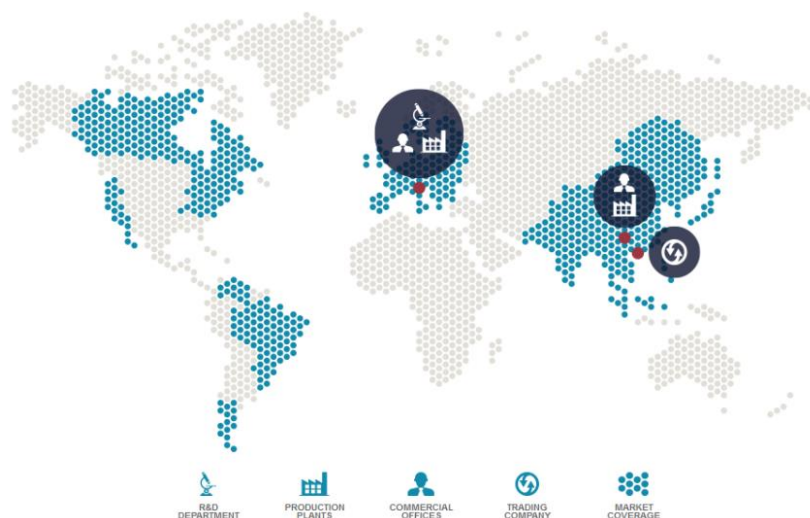 R&D
DEPARTMENT
PRODUCTION
PLANTS
COMMERCIAL
OFFICES
TRADING
COMPANY
MARKET
COVERAGE